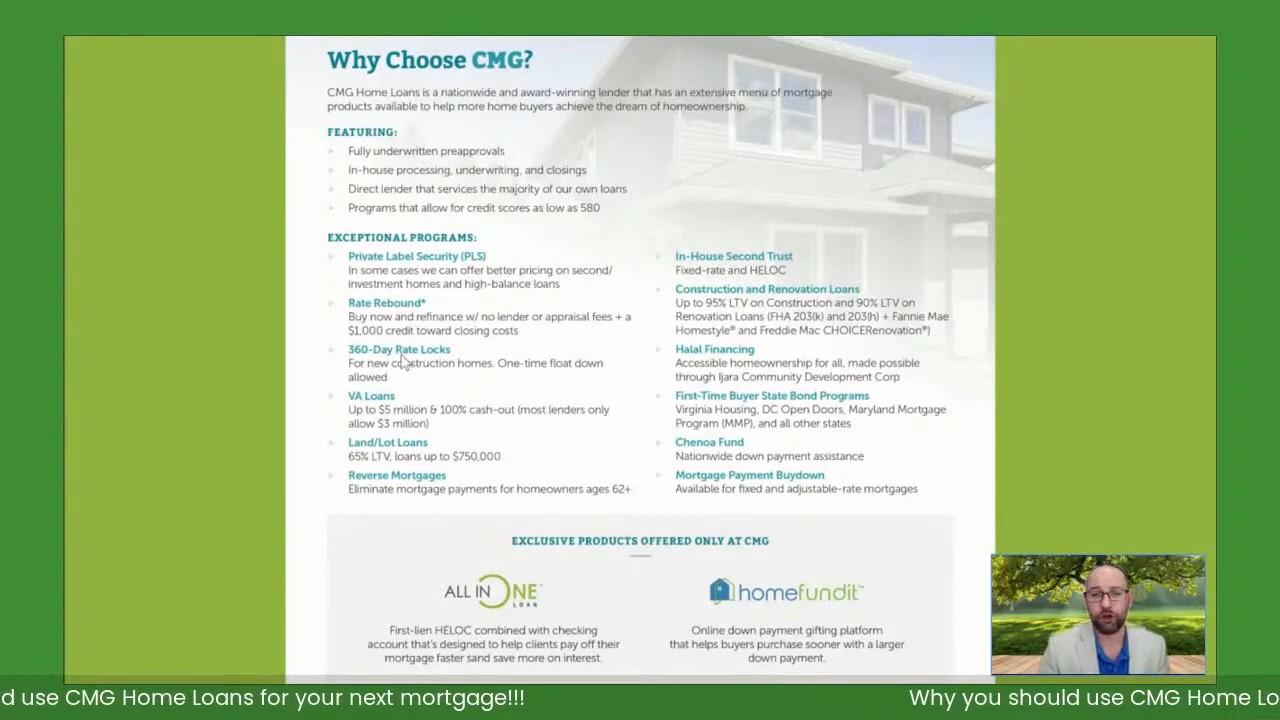 Why Choose CMG?
CMG Home Loans is a nationwide and award-winning lender that has an extensive menu of mortgage
products available to help more home buyers achieve the dream of homeownership.
FEATURING:
Fully underwritten preapprovals
In-house processing, underwriting, and closings
Direct lender that services the majority of our own loans
Programs that allow for credit scores as low as 580
EXCEPTIONAL PROGRAMS:
Private Label Security (PLS)
In some cases we can offer better pricing on second/
investment homes and high-balance loans
Rate Rebound*
Buy now and refinance w/ no lender or appraisal fees + a
$1,000 credit toward closing costs
360-Day Rate Locks
For new construction homes. One-time float down
allowed
VA Loans
Up to $5 million & 100% cash-out (most lenders only
allow $3 million)
Land/Lot Loans
65% LTV, loans up to $750,000
Reverse Mortgages
Eliminate mortgage payments for homeowners ages 62+
In-House Second Trust
Fixed-rate and HELOC
Construction and Renovation Loans
Up to 95% LTV on Construction and 90% LTV on
Renovation Loans (FHA 203(k) and 203(h) + Fannie Mae
Homestyle® and Freddie Mac CHOICERenovation®)
Halal Financing
Accessible homeownership for all, made possible
through Ijara Community Development Corp
First-Time Buyer State Bond Programs
Virginia Housing, DC Open Doors, Maryland Mortgage
Program (MMP), and all other states
Chenoa Fund
Nationwide down payment assistance
Mortgage Payment Buydown
Available for fixed and adjustable-rate mortgages
EXCLUSIVE PRODUCTS OFFERED ONLY AT CMG
ALL IN ONE™
LOAN
First-lien HELOC combined with checking
account that's designed to help clients pay off their
mortgage faster sand save more on interest.
homefundit™
Online down payment gifting platform
that helps buyers purchase sooner with a larger
down payment.
d use CMG Home Loans for your next mortgage!!!
Why you should use CMG Home Lo